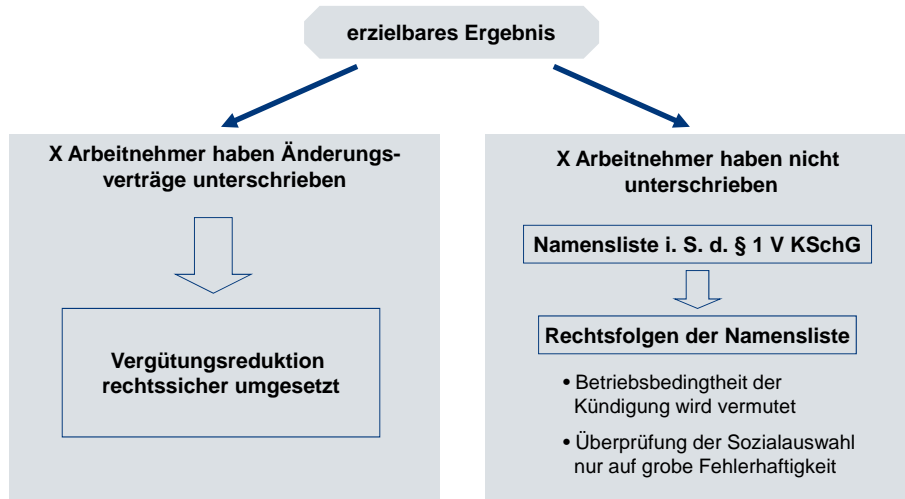 erzielbares Ergebnis
X Arbeitnehmer haben Änderungs-
verträge unterschrieben
Vergütungsreduktion
rechtssicher umgesetzt
X Arbeitnehmer haben nicht
unterschrieben
Namensliste i. S. d. § 1 V KSchG
Rechtsfolgen der Namensliste
• Betriebsbedingtheit der
Kündigung wird vermutet
• Überprüfung der Sozialauswahl
nur auf grobe Fehlerhaftigkeit